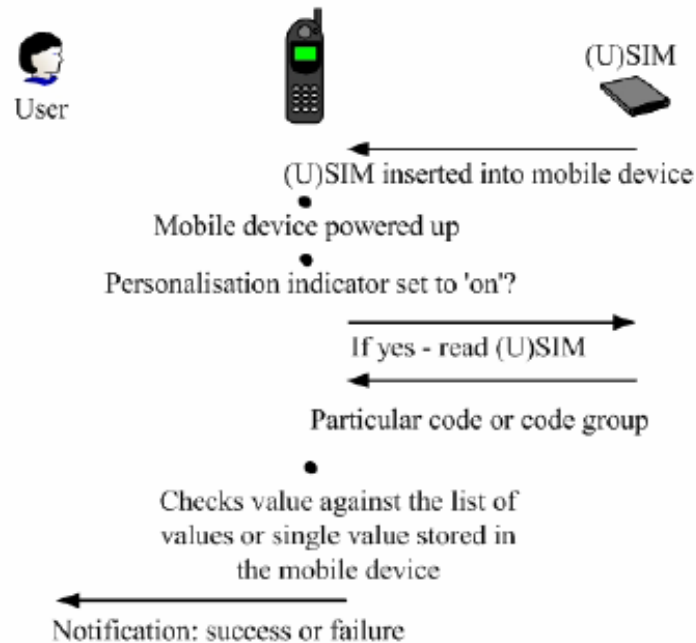 (U)SIM
User
(U)SIM inserted into mobile device
Mobile device powered up
Personalisation indicator set to 'on'?
If yes - read (U)SIM
Particular code or code group
Checks value against the list of
values or single value stored in
the mobile device
Notification: success or failure